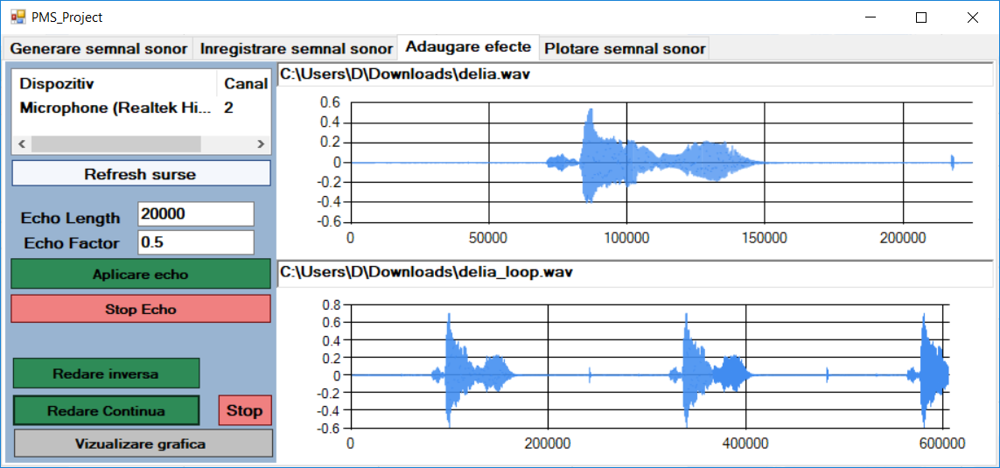 PMS_Project
Generare semnal sonor Inregistrare semnal sonor Adaugare efecte Plotare semnal sonor
Dispozitiv Canal
Microphone (Realtek Hi... 2
Refresh surse
Echo Length 20000
Echo Factor 0.5
Aplicare echo
Stop Echo
Redare inversa
Redare Continua Stop
Vizualizare grafica
C:\Users\D\Downloads\delia.wav
0.6
0.4
0.2
0
-0.2
-0.4
-0.6
0 50000 100000 150000 200000
C:\Users\D\Downloads\delia_loop.wav
0.8
0.6
0.4
0.2
0
-0.2
-0.4
-0.6
0 200000 400000 600000